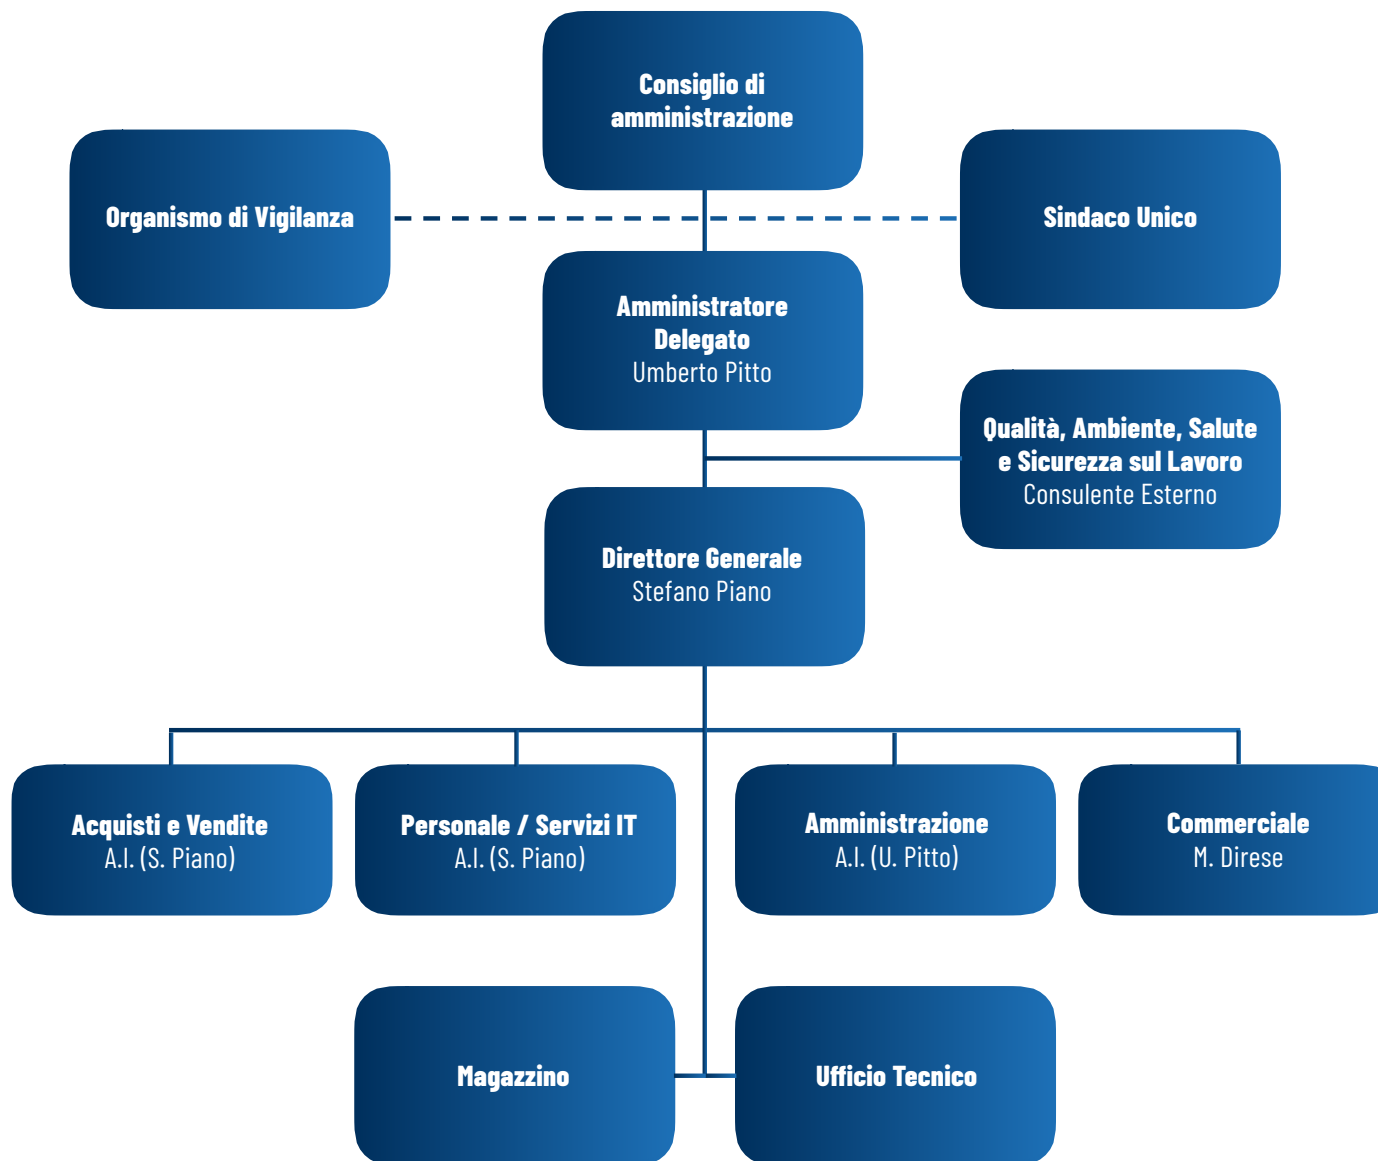 Consiglio di
amministrazione
Organismo di Vigilanza
Sindaco Unico
Amministratore
Delegato
Umberto Pitto
Qualità, Ambiente, Salute
e Sicurezza sul Lavoro
Consulente Esterno
Direttore Generale
Stefano Piano
Acquisti e Vendite
A.I. (S. Piano)
Personale / Servizi IT
A.I. (S. Piano)
Amministrazione
A.I. (U. Pitto)
Commerciale
M. Direse
Magazzino
Ufficio Tecnico